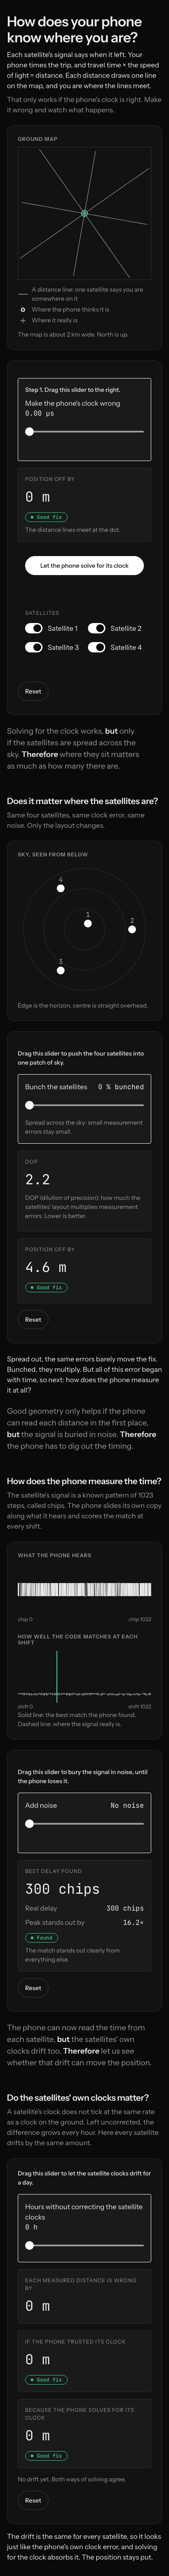 How does your phone
know where you are?
Each satellite's signal says when it left. Your
phone times the trip, and travel time × the speed
of light = distance. Each distance draws one line
on the map, and you are where the lines meet.
That only works if the phone's clock is right. Make
it wrong and watch what happens.
GROUND MAP
A distance line: one satellite says you are
somewhere on it
Where the phone thinks it is
Where it really is
The map is about 2 km wide. North is up.
Step 1. Drag this slider to the right.
Make the phone's clock wrong
0.00 µs
POSITION OFF BY
0 m
Good fix
The distance lines meet at the dot.
Let the phone solve for its clock
SATELLITES
Satellite 1
Satellite 2
Satellite 3
Satellite 4
Reset
Solving for the clock works, but only
if the satellites are spread across the
sky. Therefore where they sit matters
as much as how many there are.
Does it matter where the satellites are?
Same four satellites, same clock error, same
noise. Only the layout changes.
SKY, SEEN FROM BELOW
4
1
2
3
Edge is the horizon, centre is straight overhead.
Drag this slider to push the four satellites into
one patch of sky.
Bunch the satellites 0 % bunched
Spread across the sky: small measurement
errors stay small.
DOP
2.2
DOP (dilution of precision): how much the
satellites' layout multiplies measurement
errors. Lower is better.
POSITION OFF BY
4.6 m
Good fix
Reset
Spread out, the same errors barely move the fix.
Bunched, they multiply. But all of this error began
with time, so next: how does the phone measure
it at all?
Good geometry only helps if the phone
can read each distance in the first place,
but the signal is buried in noise. Therefore
the phone has to dig out the timing.
How does the phone measure the time?
The satellite's signal is a known pattern of 1023
steps, called chips. The phone slides its own copy
along what it hears and scores the match at
every shift.
WHAT THE PHONE HEARS
chip 0 chip 1022
HOW WELL THE CODE MATCHES AT EACH
SHIFT
shift 0 shift 1022
Solid line: the best match the phone found.
Dashed line: where the signal really is.
Drag this slider to bury the signal in noise, until
the phone loses it.
Add noise No noise
BEST DELAY FOUND
300 chips
Real delay 300 chips
Peak stands out by 16.2×
Found
The match stands out clearly from
everything else.
Reset
The phone can now read the time from
each satellite, but the satellites' own
clocks drift too. Therefore let us see
whether that drift can move the position.
Do the satellites' own clocks matter?
A satellite's clock does not tick at the same rate
as a clock on the ground. Left uncorrected, the
difference grows every hour. Here every satellite
drifts by the same amount.
Drag this slider to let the satellite clocks drift for
a day.
Hours without correcting the satellite
clocks
0 h
EACH MEASURED DISTANCE IS WRONG
BY
0 m
IF THE PHONE TRUSTED ITS CLOCK
0 m
Good fix
BECAUSE THE PHONE SOLVES FOR ITS
CLOCK
0 m
Good fix
No drift yet. Both ways of solving agree.
Reset
The drift is the same for every satellite, so it looks
just like the phone's own clock error, and solving
for the clock absorbs it. The position stays put.